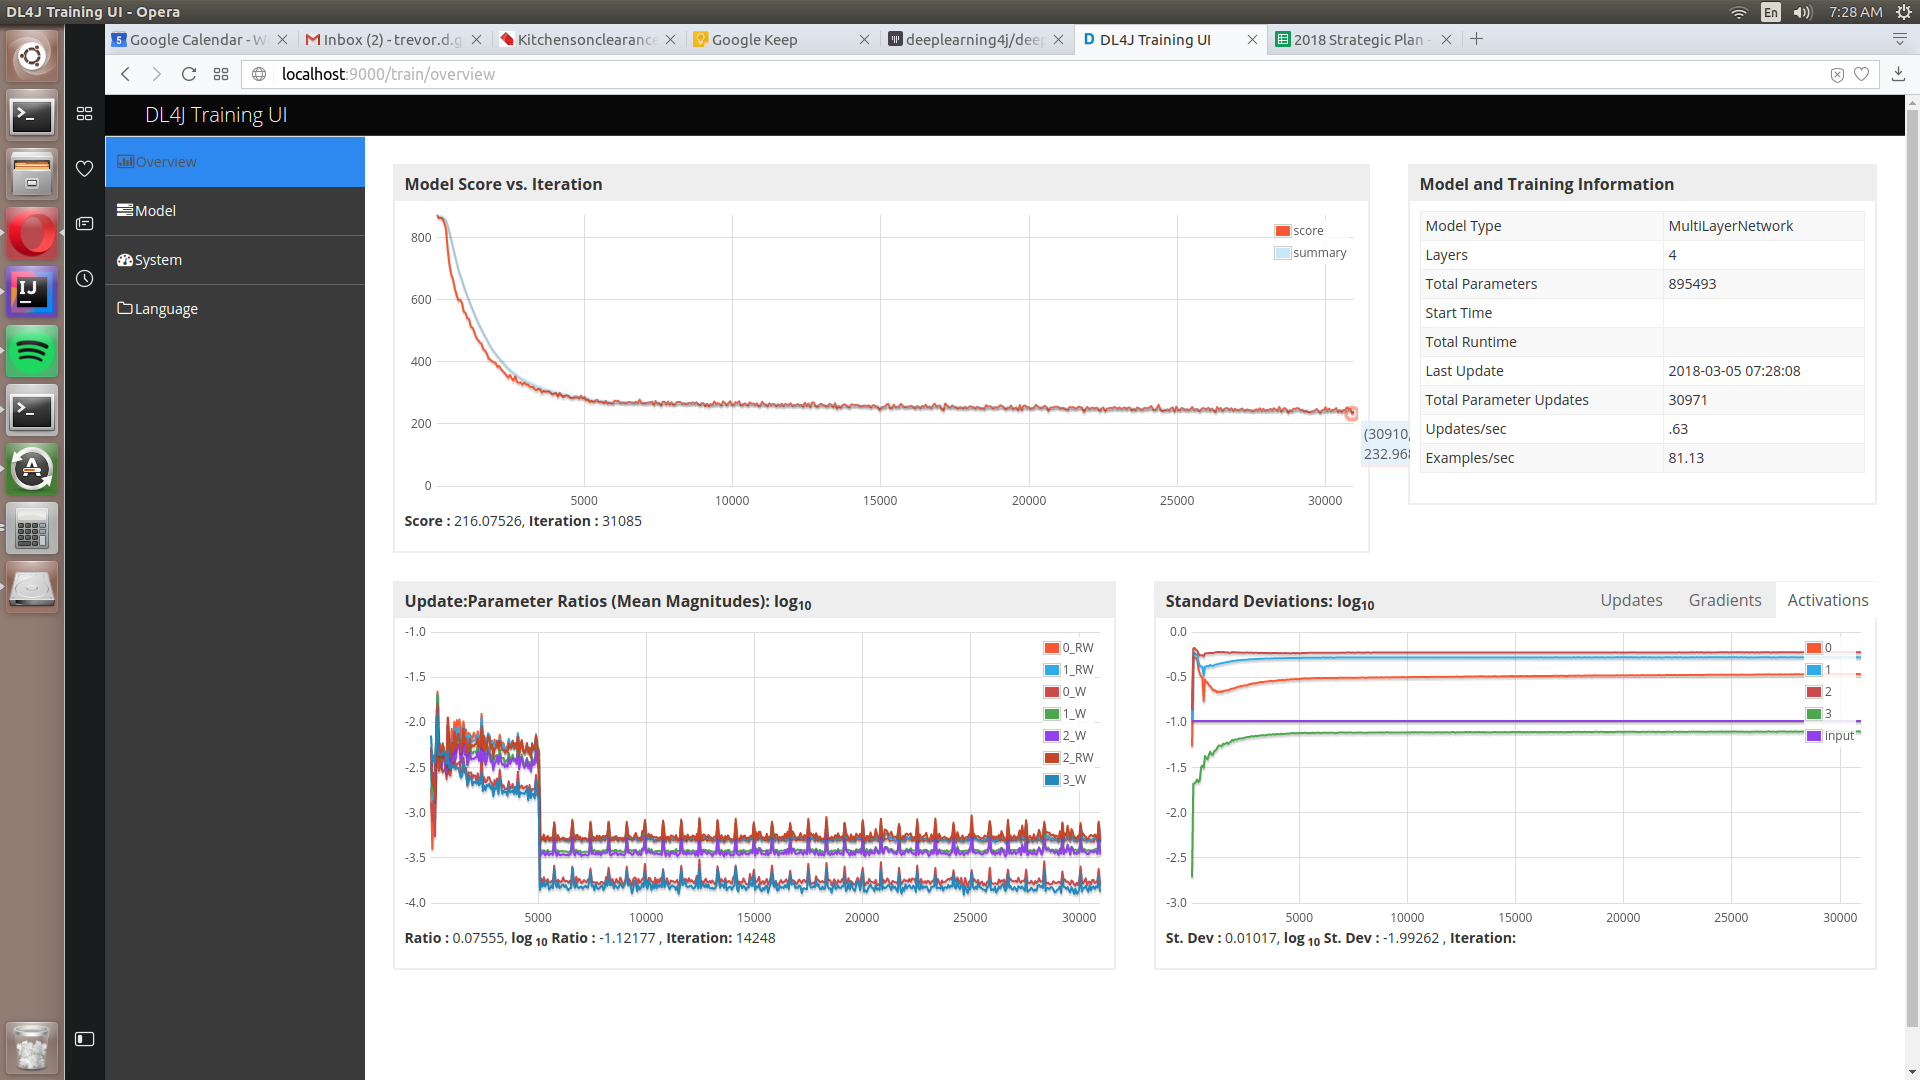 DL4J Training UI - Opera
En
7:28 AM
Google Calendar - W
Inbox (2) - trevor.d.g
Kitchensonclearance
Google Keep
deeplearning4j/deep
DL4J Training UI
2018 Strategic Plan -
localhost:9000/train/overview
DL4J Training UI
Overview
Model
System
Language
Model Score vs. Iteration
800
600
400
200
0
5000 10000 15000 20000 25000 30000
score
summary
(30910,
232.968
Score : 216.07526, Iteration : 31085
Model and Training Information
Model Type MultiLayerNetwork
Layers 4
Total Parameters 895493
Start Time
Total Runtime
Last Update 2018-03-05 07:28:08
Total Parameter Updates 30971
Updates/sec .63
Examples/sec 81.13
Update:Parameter Ratios (Mean Magnitudes): log10
-1.0
-1.5
-2.0
-2.5
-3.0
-3.5
-4.0
5000 10000 15000 20000 25000 30000
0_RW
1_RW
0_W
1_W
2_W
2_RW
3_W
Ratio : 0.07555, log 10 Ratio : -1.12177 , Iteration: 14248
Standard Deviations: log10
Updates Gradients Activations
0.0
-0.5
-1.0
-1.5
-2.0
-2.5
-3.0
5000 10000 15000 20000 25000 30000
0
1
2
3
input
St. Dev : 0.01017, log 10 St. Dev : -1.99262 , Iteration: